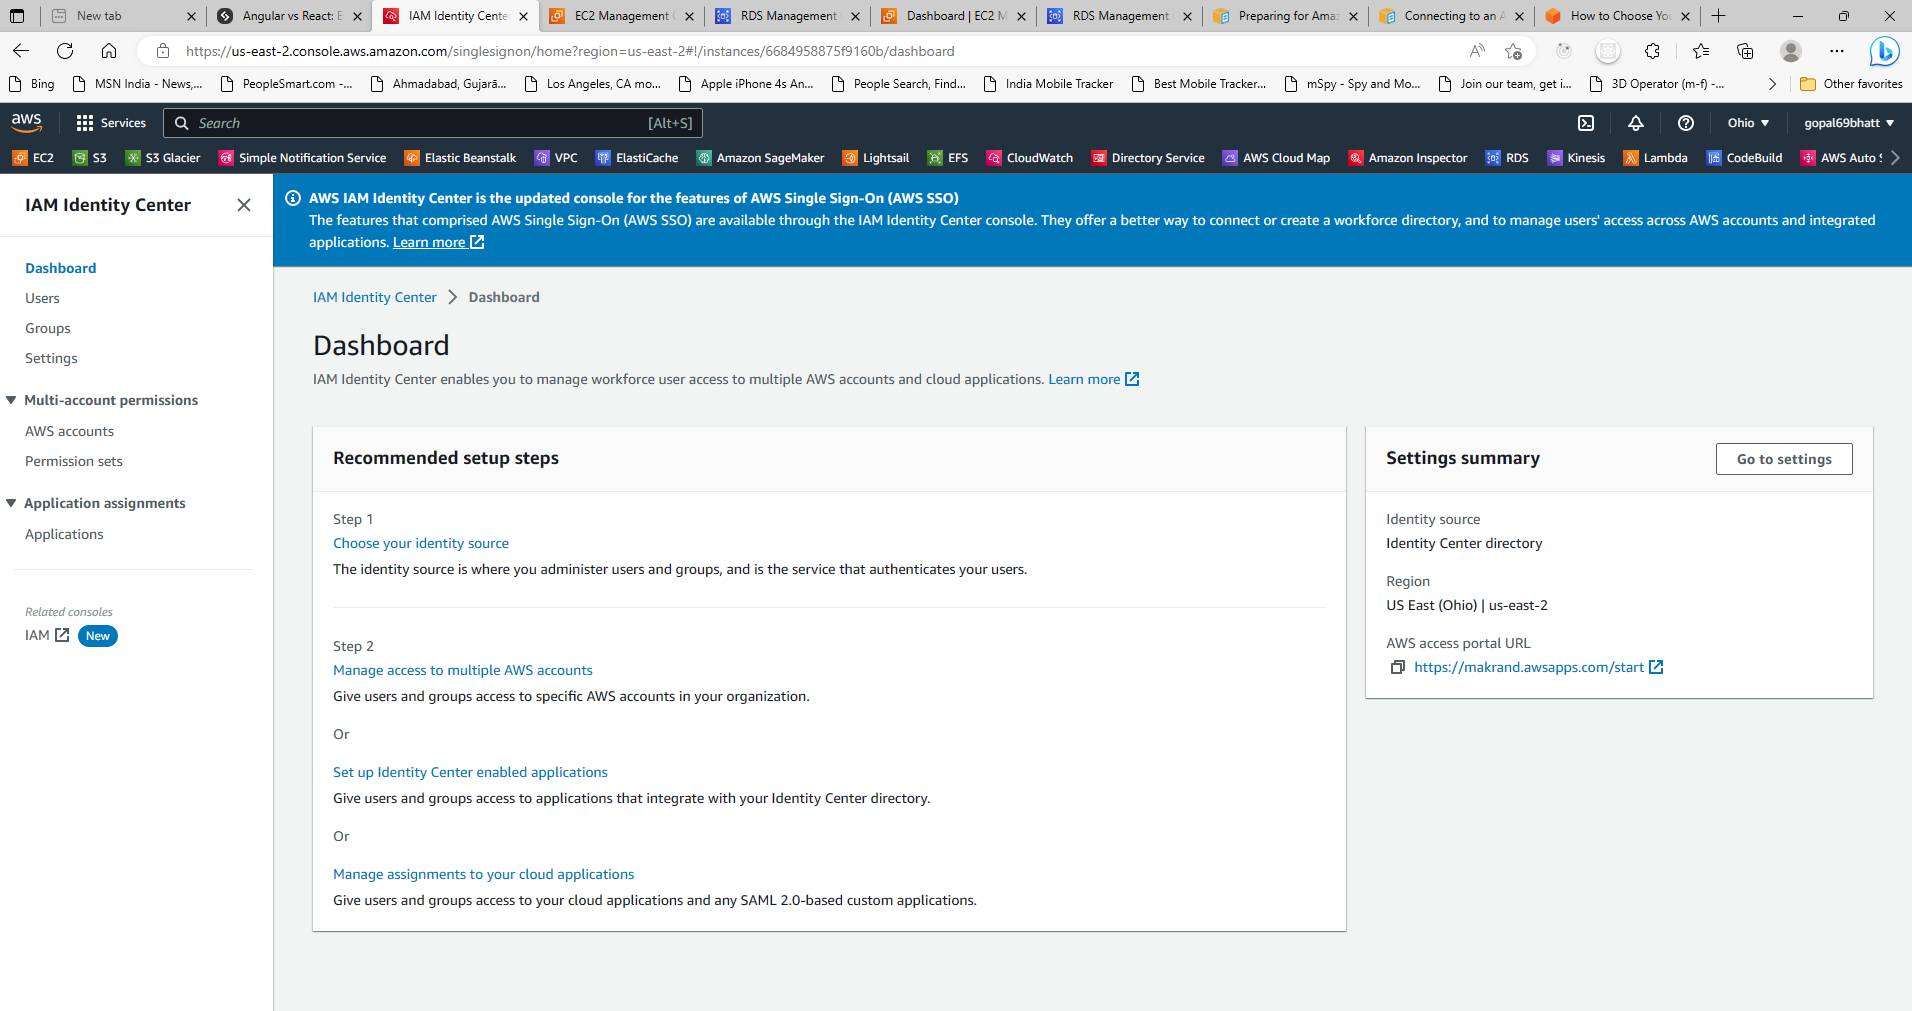 New tab
Angular vs React: E
IAM Identity Cente
EC2 Management
RDS Management
Dashboard | EC2 M
RDS Management
Preparing for Amaz
Connecting to an A
How to Choose You
https://us-east-2.console.aws.amazon.com/singlesignon/home?region=us-east-2#!/instances/6684958875f9160b/dashboard
Bing
MSN India - News,...
PeopleSmart.com -...
Ahmadabad, Gujarā...
Los Angeles, CA mo...
Apple iPhone 4s An...
People Search, Find...
India Mobile Tracker
Best Mobile Tracker...
mSpy - Spy and Mo...
Join our team, get i...
3D Operator (m-f) -...
Other favorites
aws
Services
Search
[Alt+S]
Ohio
gopal69bhatt
EC2
S3
S3 Glacier
Simple Notification Service
Elastic Beanstalk
VPC
ElastiCache
Amazon SageMaker
Lightsail
EFS
CloudWatch
Directory Service
AWS Cloud Map
Amazon Inspector
RDS
Kinesis
Lambda
CodeBuild
AWS Auto S
IAM Identity Center
Dashboard
Users
Groups
Settings
Multi-account permissions
AWS accounts
Permission sets
Application assignments
Applications
Related consoles
IAM New
AWS IAM Identity Center is the updated console for the features of AWS Single Sign-On (AWS SSO)
The features that comprised AWS Single Sign-On (AWS SSO) are available through the IAM Identity Center console. They offer a better way to connect or create a workforce directory, and to manage users' access across AWS accounts and integrated
applications. Learn more
IAM Identity Center > Dashboard
Dashboard
IAM Identity Center enables you to manage workforce user access to multiple AWS accounts and cloud applications. Learn more
Recommended setup steps
Step 1
Choose your identity source
The identity source is where you administer users and groups, and is the service that authenticates your users.
Step 2
Manage access to multiple AWS accounts
Give users and groups access to specific AWS accounts in your organization.
Or
Set up Identity Center enabled applications
Give users and groups access to applications that integrate with your Identity Center directory.
Or
Manage assignments to your cloud applications
Give users and groups access to your cloud applications and any SAML 2.0-based custom applications.
Settings summary
Go to settings
Identity source
Identity Center directory
Region
US East (Ohio) | us-east-2
AWS access portal URL
https://makrand.awsapps.com/start